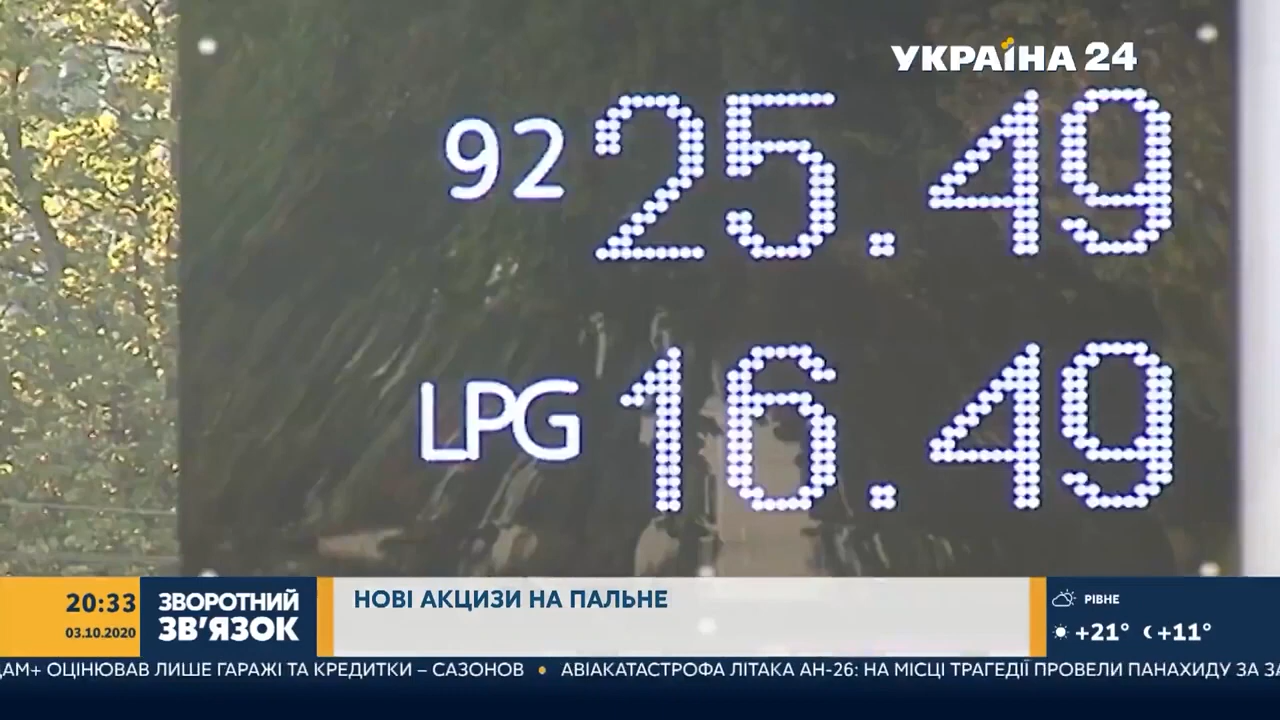 УКРАЇНА 24
92 25.49
LPG 16.49
20:33
03.10.2020
ЗВОРОТНИЙ
ЗВ'ЯЗОК
НОВІ АКЦИЗИ НА ПАЛЬНЕ
РІВНЕ
+21° +11°
ОЦІНЮВАВ ЛИШЕ ГАРАЖІ ТА КРЕДИТКИ – САЗОНОВ • АВІАКАТАСТРОФА ЛІТАКА АН-26: НА МІСЦІ ТРАГЕДІЇ ПРОВЕЛИ ПАНАХИДУ ЗА